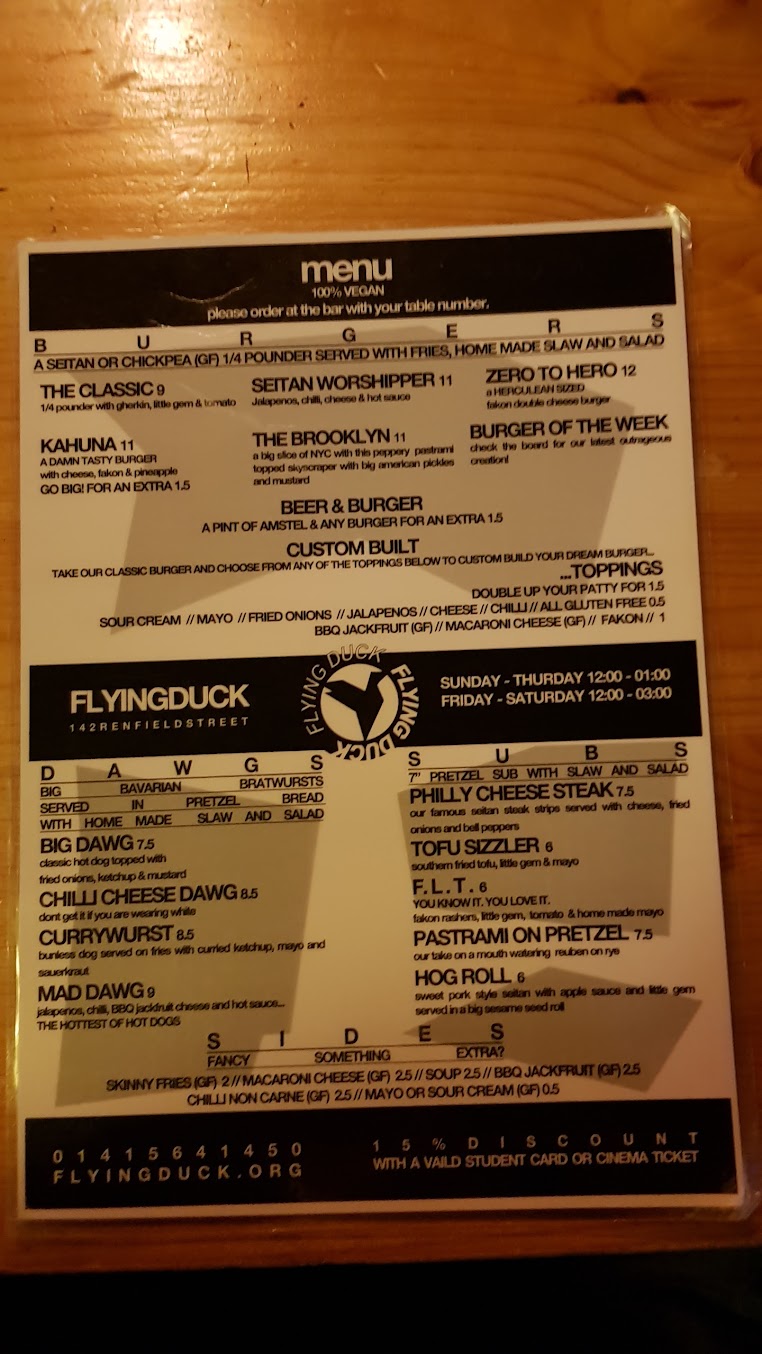 menu
100% VEGAN
please order at the bar with your table number.
B U R G E R S
A SEITAN OR CHICKPEA (GF) 1/4 POUNDER SERVED WITH FRIES, HOME MADE SLAW AND SALAD
THE CLASSIC 9
1/4 pounder with gherkin, little gem & tomato
SEITAN WORSHIPPER 11
Jalapenos, chilli, cheese & hot sauce
ZERO TO HERO 12
a HERCULEAN SIZED
fakon double cheese burger
KAHUNA 11
A DAMN TASTY BURGER
with cheese, fakon & pineapple
GO BIG! FOR AN EXTRA 1.5
THE BROOKLYN 11
a big slice of NYC with this peppery pastrami
topped skyscraper with big american pickles
and mustard
BURGER OF THE WEEK
check the board for our latest outrageous
creation!
BEER & BURGER
A PINT OF AMSTEL & ANY BURGER FOR AN EXTRA 1.5
CUSTOM BUILT
TAKE OUR CLASSIC BURGER AND CHOOSE FROM ANY OF THE TOPPINGS BELOW TO CUSTOM BUILD YOUR DREAM BURGER...
...TOPPINGS
DOUBLE UP YOUR PATTY FOR 1.5
SOUR CREAM // MAYO // FRIED ONIONS // JALAPENOS // CHEESE // CHILLI // ALL GLUTEN FREE 0.5
BBQ JACKFRUIT (GF) // MACARONI CHEESE (GF) // FAKON // 1
FLYINGDUCK
142RENFIELDSTREET
FLYING DUCK FLYING DUCK
SUNDAY - THURDAY 12:00 - 01:00
FRIDAY - SATURDAY 12:00 - 03:00
D A W G S
BIG BAVARIAN BRATWURSTS
SERVED IN PRETZEL BREAD
WITH HOME MADE SLAW AND SALAD
BIG DAWG 7.5
classic hot dog topped with
fried onions, ketchup & mustard
CHILLI CHEESE DAWG 8.5
dont get it if you are wearing white
CURRYWURST 8.5
bunless dog served on fries with curried ketchup, mayo and
sauerkraut
MAD DAWG 9
jalapenos, chilli, BBQ jackfruit cheese and hot sauce...
THE HOTTEST OF HOT DOGS
S U B S
7" PRETZEL SUB WITH SLAW AND SALAD
PHILLY CHEESE STEAK 7.5
our famous seitan steak strips served with cheese, fried
onions and bell peppers
TOFU SIZZLER 6
southern fried tofu, little gem & mayo
F.L.T. 6
YOU KNOW IT. YOU LOVE IT.
fakon rashers, little gem, tomato & home made mayo
PASTRAMI ON PRETZEL 7.5
our take on a mouth watering reuben on rye
HOG ROLL 6
sweet pork style seitan with apple sauce and little gem
served in a big sesame seed roll
S I D E S
FANCY SOMETHING EXTRA?
SKINNY FRIES (GF) 2 // MACARONI CHEESE (GF) 2.5 // SOUP 2.5 // BBQ JACKFRUIT (GF) 2.5
CHILLI NON CARNE (GF) 2.5 // MAYO OR SOUR CREAM (GF) 0.5
0 1 4 1 5 6 4 1 4 5 0
FLYINGDUCK.ORG
1 5 % D I S C O U N T
WITH A VAILD STUDENT CARD OR CINEMA TICKET